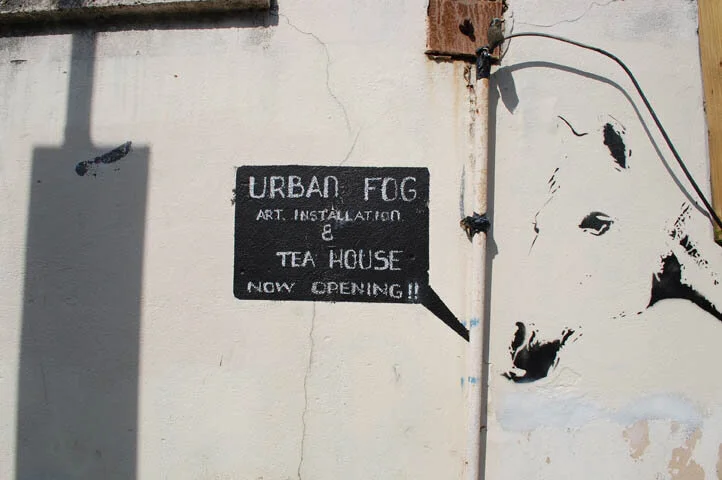 URBAN FOG
ART. INSTALLATION
&
TEA HOUSE
NOW OPENING!!